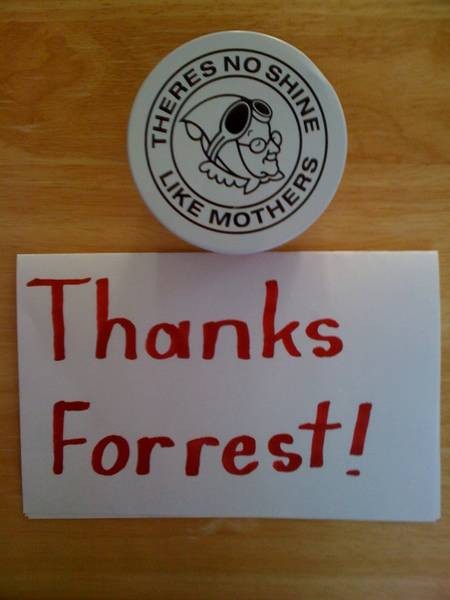 THERES NO SHINE
LIKE MOTHERS
Thanks
Forrest!